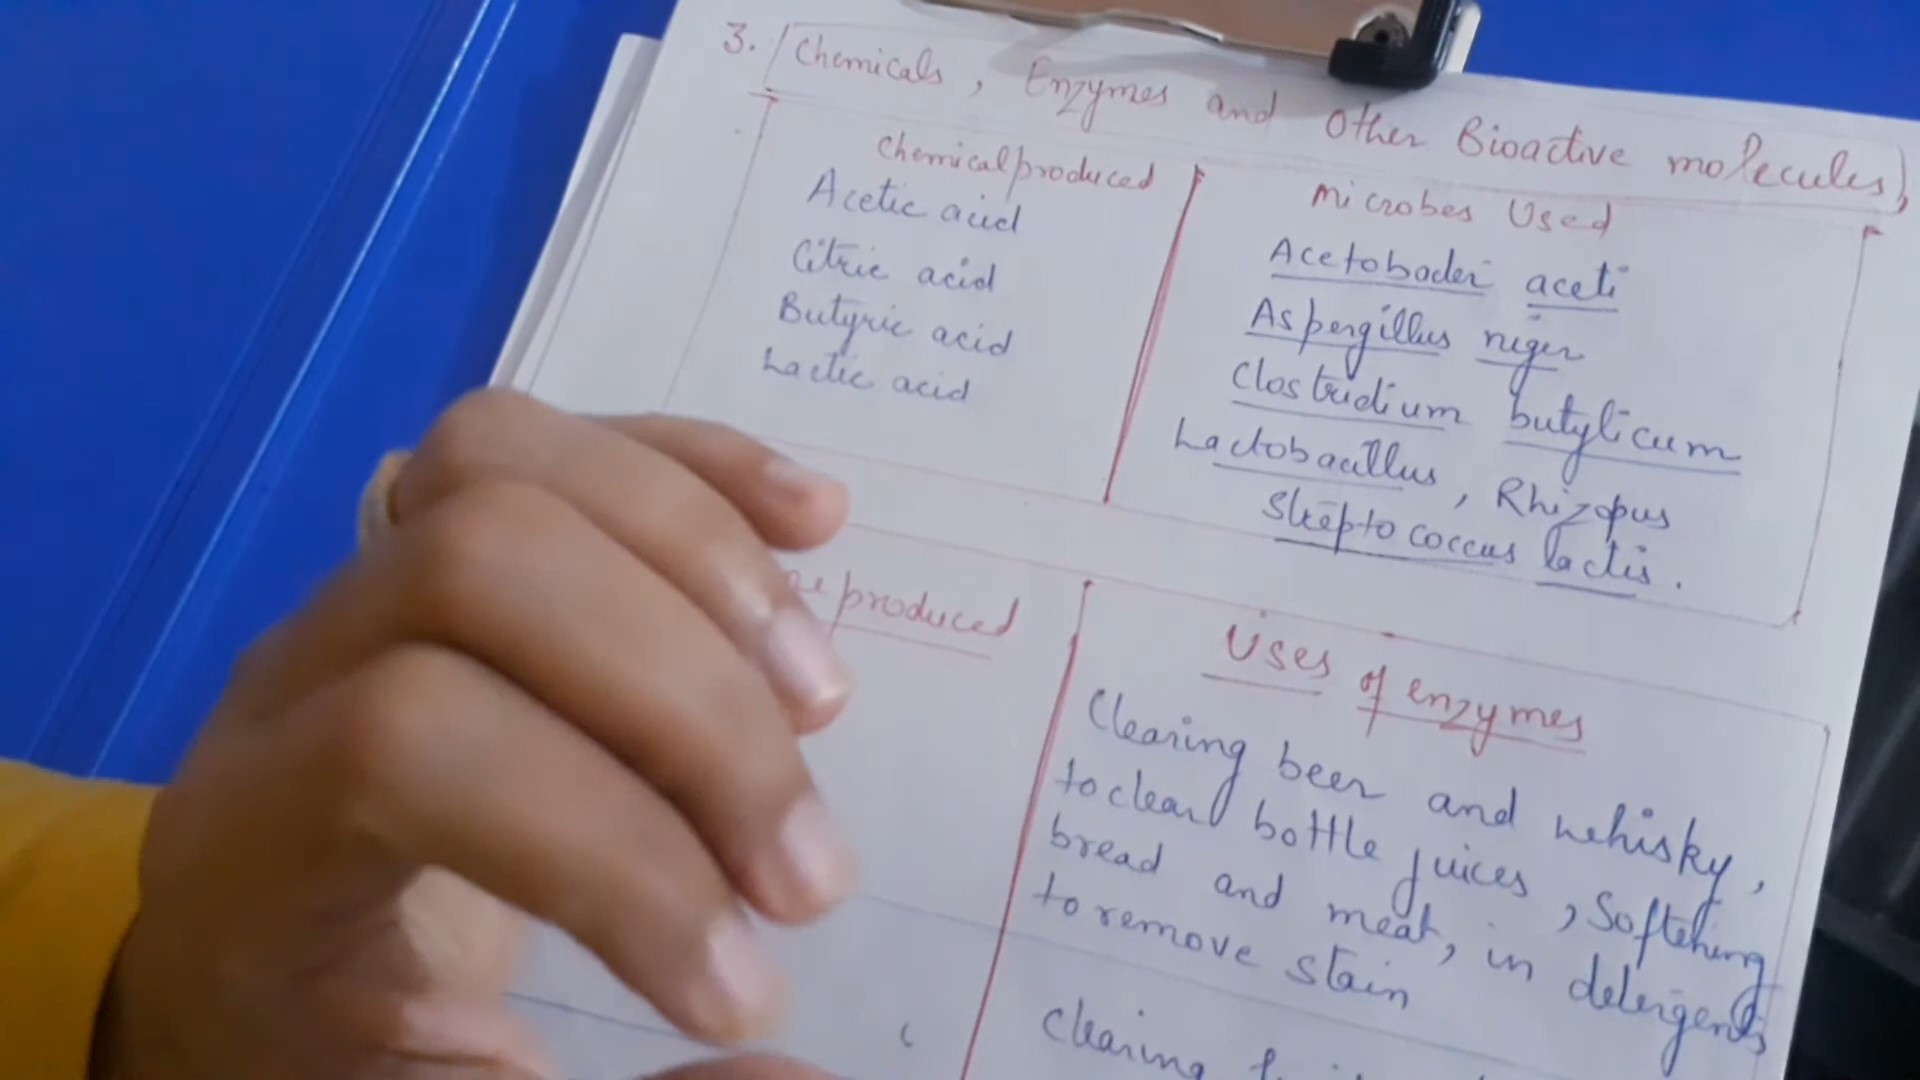 3. Chemicals, Enzymes and Other Bioactive molecules)
Chemical produced
Acetic acid
Citric acid
Butyric acid
Lactic acid
Microbes Used
Acetobacter aceti
Aspergillus niger
Clostridium butylicum
Lactobacillus, Rhizopus
Streptococcus lactis.
produced
Uses of enzymes
Clearing beer and whisky,
to clear bottle juices, Softening
bread and meat, in detergents
to remove stain
Clearing